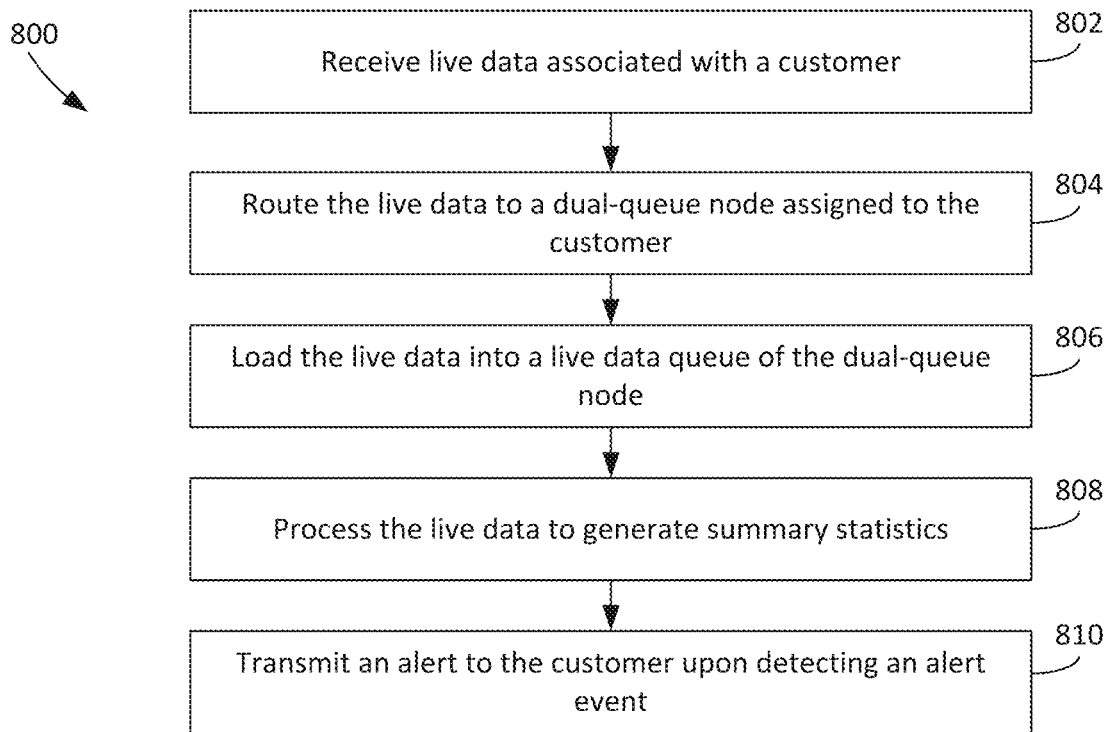 800
802
Receive live data associated with a customer
804
Route the live data to a dual-queue node assigned to the
customer
806
Load the live data into a live data queue of the dual-queue
node
808
Process the live data to generate summary statistics
810
Transmit an alert to the customer upon detecting an alert
event